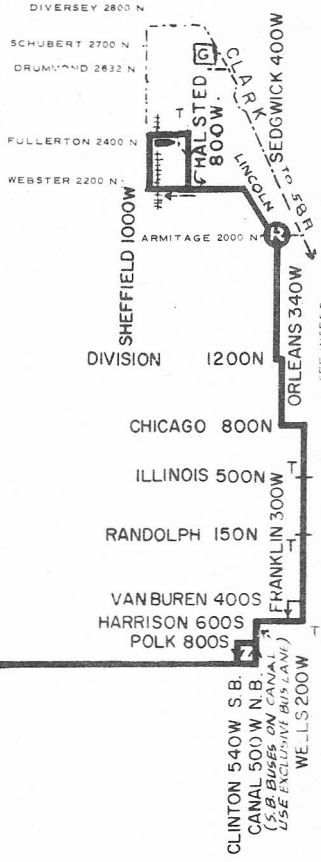 DIVERSEY 2800 N
SCHUBERT 2700 N
DRUMMOND 2632 N
G
CLARK
SEDGWICK 400W
T
HALSTED
800W.
FULLERTON 2400 N
WEBSTER 2200 N
LINCOLN
TO 58 R
SHEFFIELD 1000W
ARMITAGE 2000 N
R
ORLEANS 340W
DIVISION 1200N
CHICAGO 800N
ILLINOIS 500N
T
FRANKLIN 300W
RANDOLPH 150N
T
VAN BUREN 400S
HARRISON 600S
T
POLK 800S
CLINTON 540W S.B.
CANAL 500W N.B.
(S.B. BUSES ON CANAL
USE EXCLUSIVE BUS LANE)
WELLS 200W